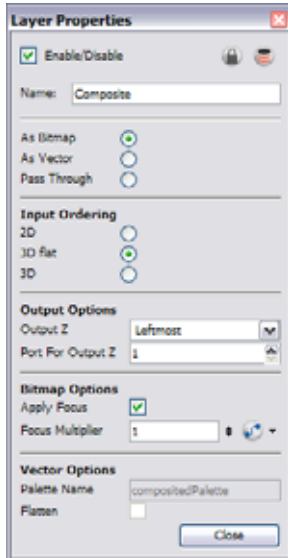 Layer Properties
Enable/Disable
Name: Composite
As Bitmap
As Vector
Pass Through
Input Ordering
2D
3D flat
3D
Output Options
Output Z Leftmost
Port For Output Z 1
Bitmap Options
Apply Focus
Focus Multiplier 1
Vector Options
Palette Name compositedPalette
Flatten
Close